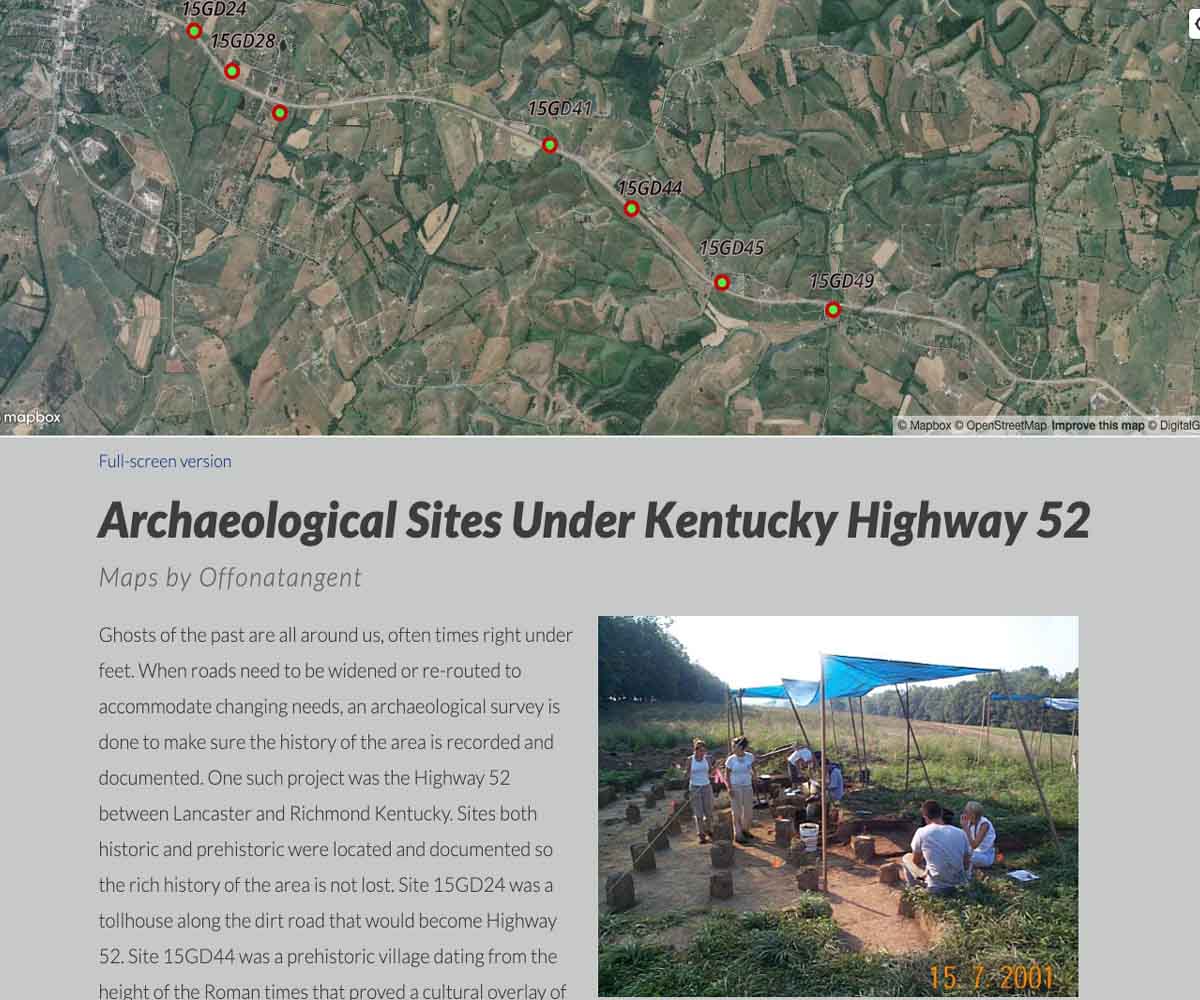 15GD24
15GD28
15GD41
15GD44
15GD45
15GD49
mapbox
© Mapbox © OpenStreetMap Improve this map © DigitalG
Full-screen version
Archaeological Sites Under Kentucky Highway 52
Maps by Offonatangent
Ghosts of the past are all around us, often times right under
feet. When roads need to be widened or re-routed to
accommodate changing needs, an archaeological survey is
done to make sure the history of the area is recorded and
documented. One such project was the Highway 52
between Lancaster and Richmond Kentucky. Sites both
historic and prehistoric were located and documented so
the rich history of the area is not lost. Site 15GD24 was a
tollhouse along the dirt road that would become Highway
52. Site 15GD44 was a prehistoric village dating from the
height of the Roman times that proved a cultural overlay of
15. 7. 2001